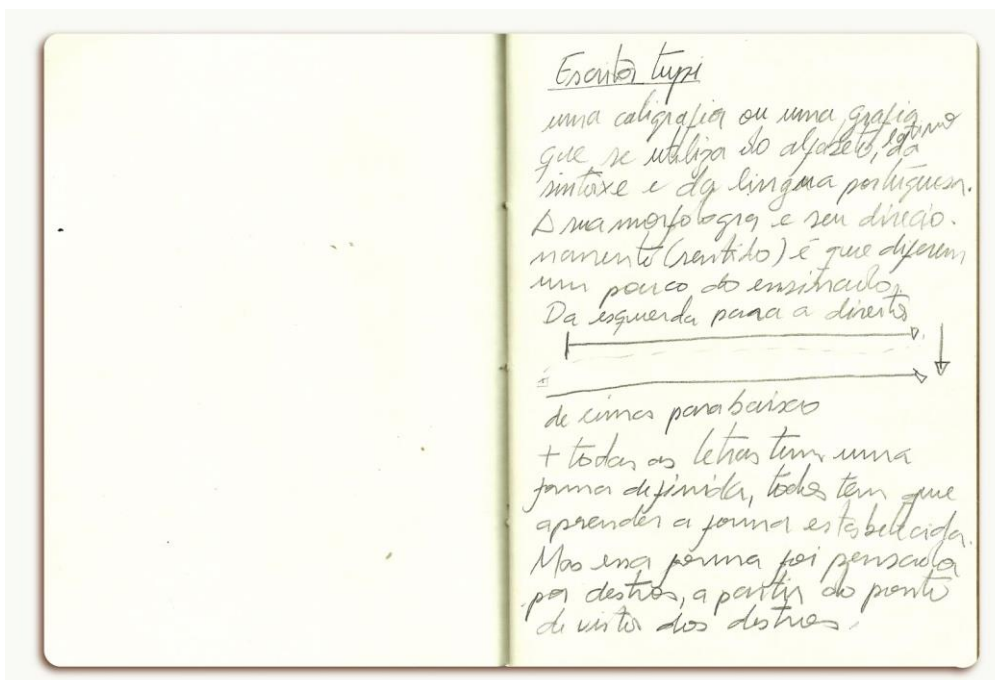 Escrita tupi
uma caligrafia ou uma grafia
que se utiliza do alfabeto, latino
da
sintaxe e da língua portuguesa.
A sua morfologia e seu direcio-
namento (sentido) é que diferem
um pouco do ensinado.
Da esquerda para a direita
de cima para baixo
+ todas as letras tem uma
forma definida, todos tem que
aprender a forma estabelecida.
Mas essa forma foi pensada
por destros, a partir do ponto
de vista dos destros.